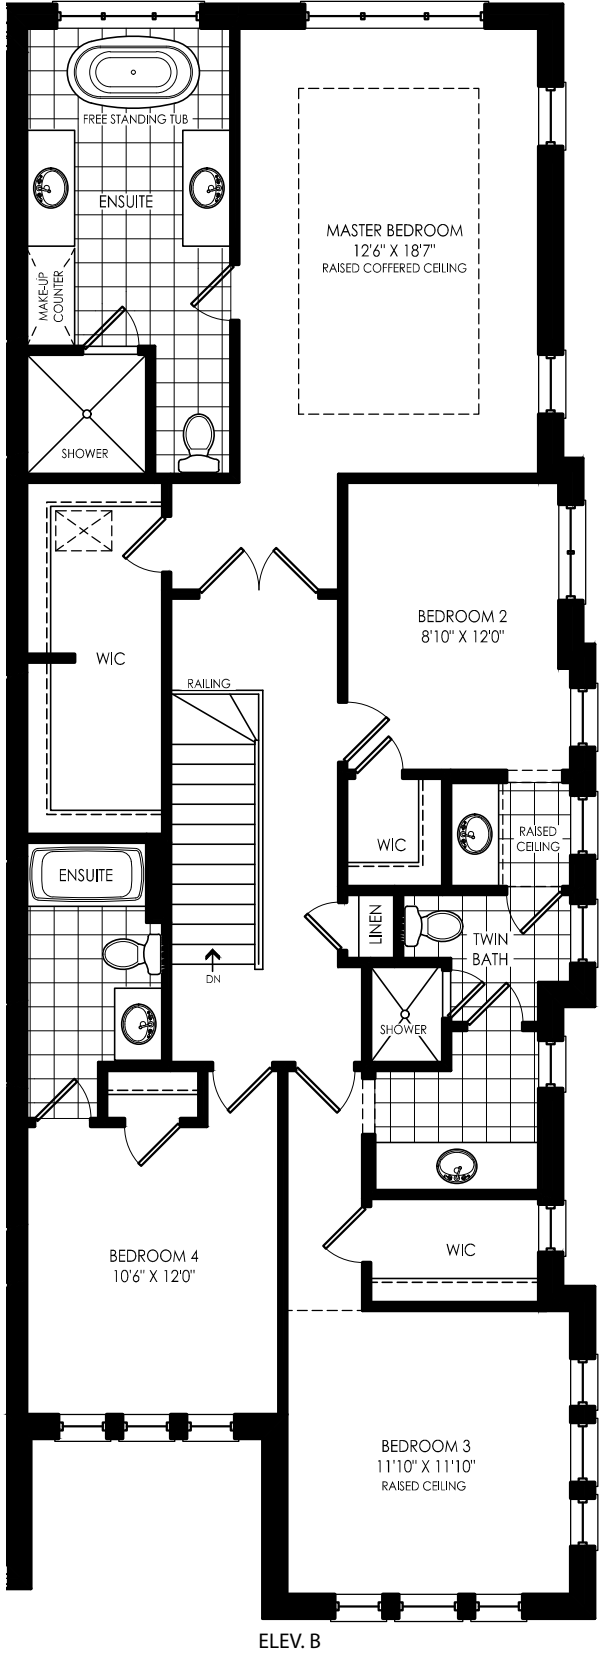 FREE STANDING TUB
ENSUITE
MAKE-UP
COUNTER
MASTER BEDROOM
12'6" X 18'7"
RAISED COFFERED CEILING
SHOWER
BEDROOM 2
8'10" X 12'0"
WIC
RAILING
RAISED
CEILING
WIC
ENSUITE
LINEN
TWIN
BATH
DN
SHOWER
WIC
BEDROOM 4
10'6" X 12'0"
BEDROOM 3
11'10" X 11'10"
RAISED CEILING
ELEV. B